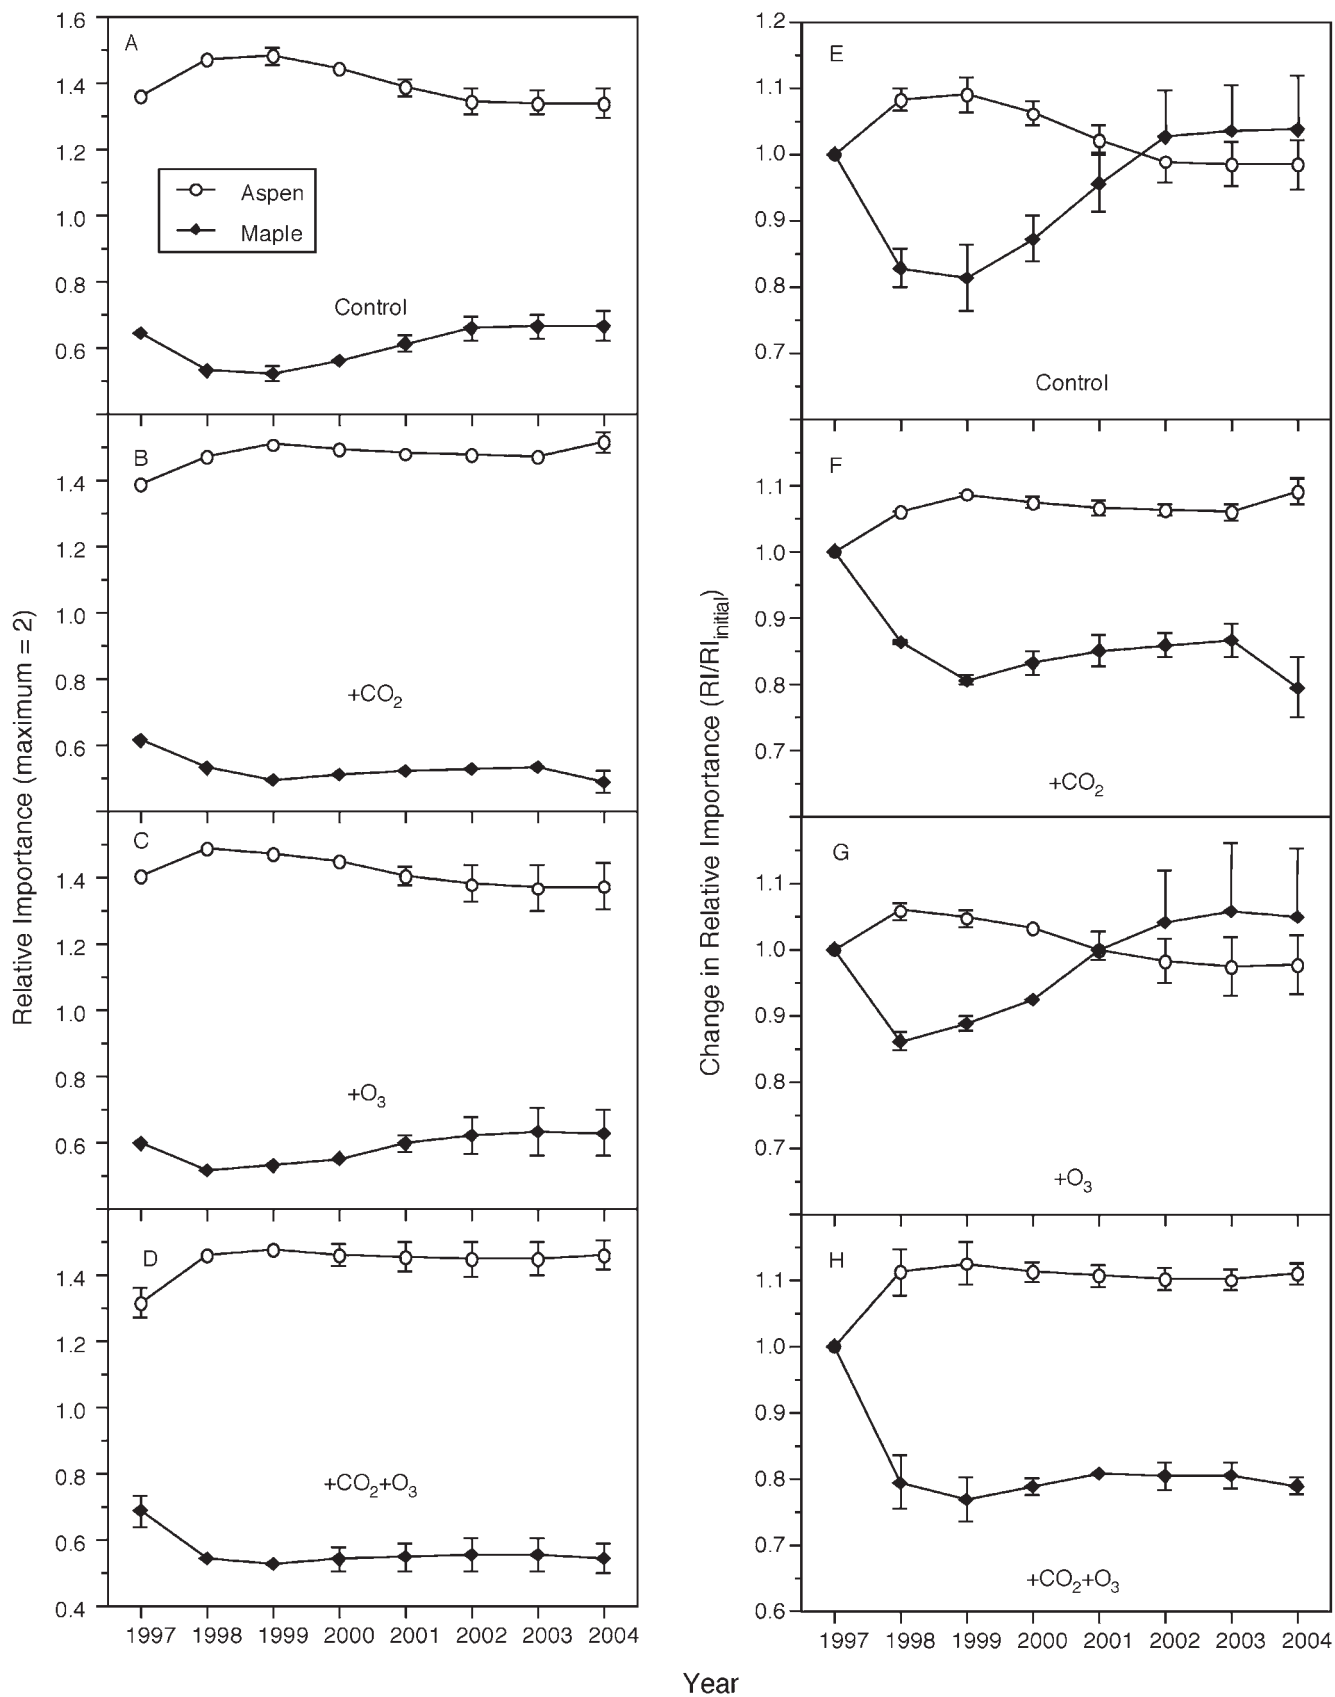 Relative Importance (maximum = 2)
1.6
1.4
1.2
1.0
0.8
0.6
A
Aspen
Maple
Control
1.4
1.2
1.0
0.8
0.6
B
+CO2
1.4
1.2
1.0
0.8
0.6
C
+O3
1.4
1.2
1.0
0.8
0.6
0.4
D
+CO2+O3
1997 1998 1999 2000 2001 2002 2003 2004
Change in Relative Importance (RI/RIinitial)
1.2
1.1
1.0
0.9
0.8
0.7
E
Control
1.1
1.0
0.9
0.8
0.7
F
+CO2
1.1
1.0
0.9
0.8
0.7
G
+O3
1.1
1.0
0.9
0.8
0.7
0.6
H
+CO2+O3
1997 1998 1999 2000 2001 2002 2003 2004
Year